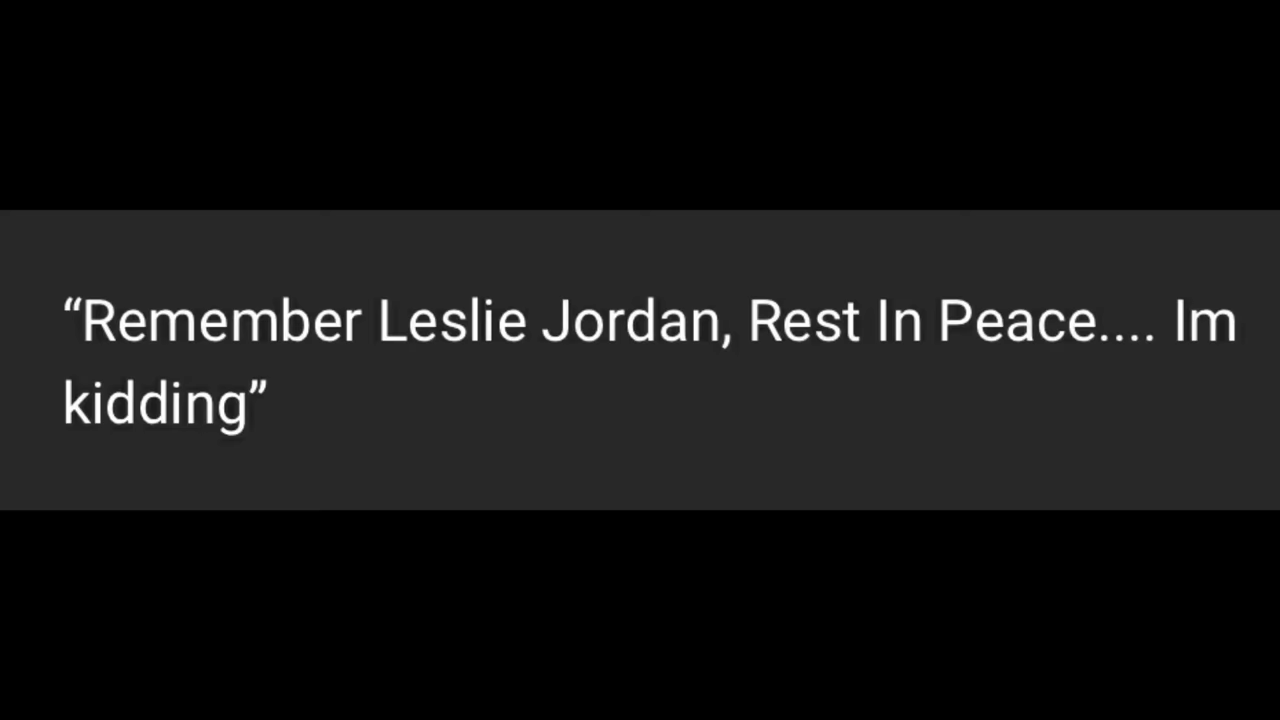 “Remember Leslie Jordan, Rest In Peace.... Im
kidding”